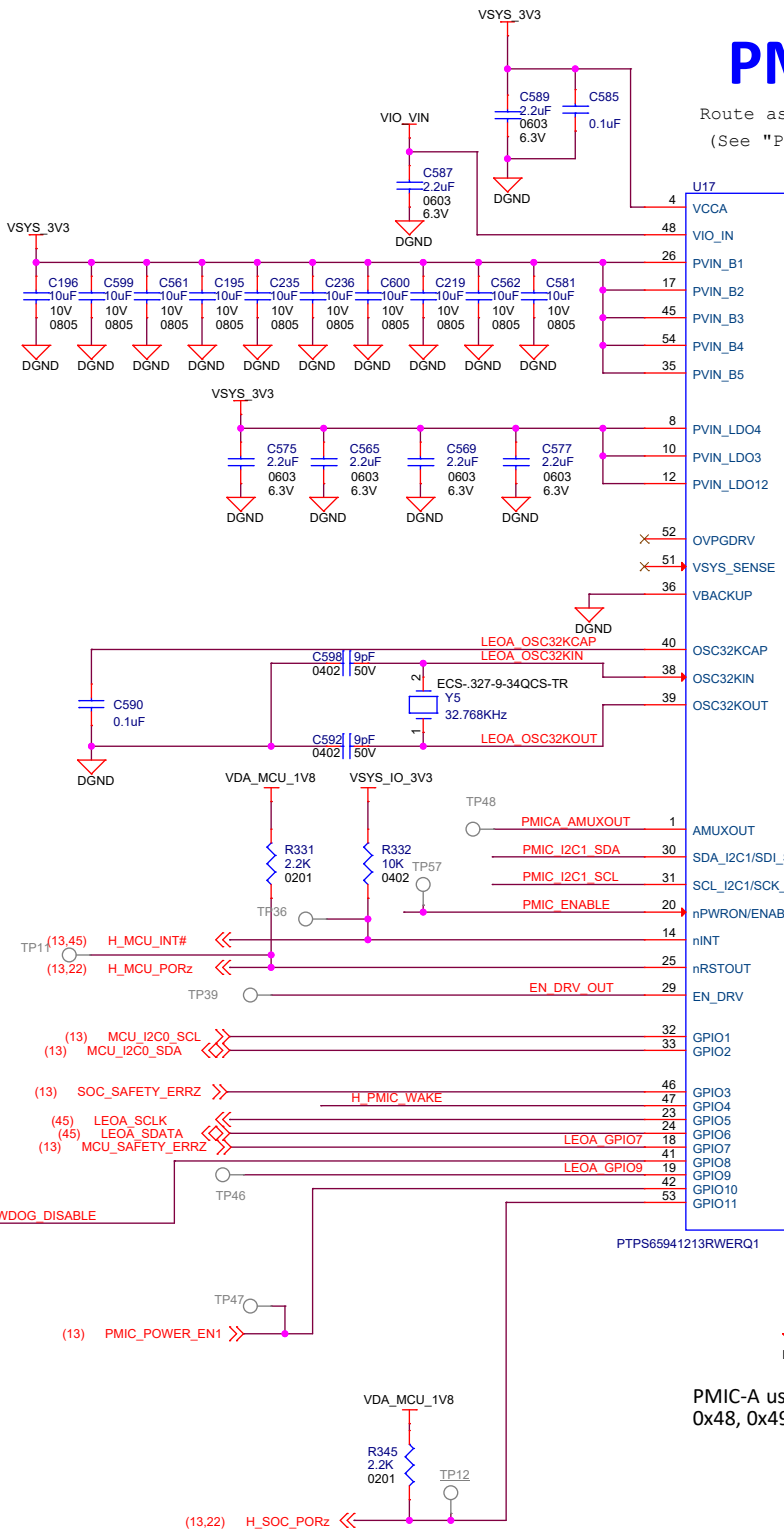 VSYS_3V3
PM
Route as
(See "P
C589
2.2uF
0603
6.3V
C585
0.1uF
DGND
VIO_VIN
C587
2.2uF
0603
6.3V
DGND
U17
4 VCCA
48 VIO_IN
VSYS_3V3
26 PVIN_B1
17 PVIN_B2
45 PVIN_B3
54 PVIN_B4
35 PVIN_B5
C196 C599 C561 C195 C235 C236 C600 C219 C562 C581
10uF 10uF 10uF 10uF 10uF 10uF 10uF 10uF 10uF 10uF
10V 10V 10V 10V 10V 10V 10V 10V 10V 10V
0805 0805 0805 0805 0805 0805 0805 0805 0805 0805
DGND DGND DGND DGND DGND DGND DGND DGND DGND DGND
VSYS_3V3
8 PVIN_LDO4
10 PVIN_LDO3
12 PVIN_LDO12
C575 C565 C569 C577
2.2uF 2.2uF 2.2uF 2.2uF
0603 0603 0603 0603
6.3V 6.3V 6.3V 6.3V
DGND DGND DGND DGND
52 OVPGDRV
51 VSYS_SENSE
36 VBACKUP
DGND
LEOA_OSC32KCAP 40 OSC32KCAP
LEOA_OSC32KIN 38 OSC32KIN
39 OSC32KOUT
C598 9pF
0402 50V
2 ECS-.327-9-34QCS-TR
Y5
32.768KHz
1
C590
0.1uF
C592 9pF
0402 50V
LEOA_OSC32KOUT
DGND
VDA_MCU_1V8
VSYS_IO_3V3
R331
2.2K
0201
R332
10K
0402
TP48
PMICA_AMUXOUT 1 AMUXOUT
PMIC_I2C1_SDA 30 SDA_I2C1/SDI_
TP57
PMIC_I2C1_SCL 31 SCL_I2C1/SCK_
PMIC_ENABLE 20 nPWRON/ENAB
TP36
(13,45) H_MCU_INT# 14 nINT
TP11
(13,22) H_MCU_PORz 25 nRSTOUT
TP39 EN_DRV_OUT 29 EN_DRV
(13) MCU_I2C0_SCL 32 GPIO1
(13) MCU_I2C0_SDA 33 GPIO2
(13) SOC_SAFETY_ERRZ 46 GPIO3
H_PMIC_WAKE 47 GPIO4
(45) LEOA_SCLK 23 GPIO5
(45) LEOA_SDATA 24 GPIO6
(13) MCU_SAFETY_ERRZ LEOA_GPIO7 18 GPIO7
41 GPIO8
TP46 LEOA_GPIO9 19 GPIO9
42 GPIO10
53 GPIO11
WDOG_DISABLE
PTPS65941213RWERQ1
TP47
(13) PMIC_POWER_EN1
PMIC-A us
0x48, 0x49
VDA_MCU_1V8
R345
2.2K
0201
TP12
(13,22) H_SOC_PORz